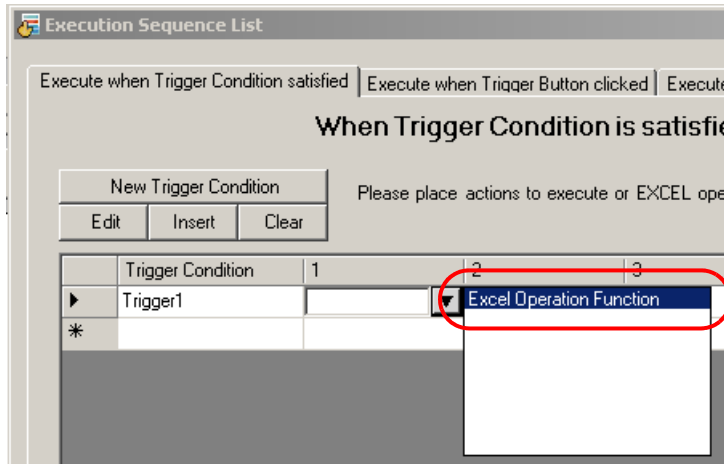 Execution Sequence List
Execute when Trigger Condition satisfied Execute when Trigger Button clicked Execute
When Trigger Condition is satisfie
New Trigger Condition
Please place actions to execute or EXCEL ope
Edit Insert Clear
Trigger Condition 1 2 3
Trigger1 Excel Operation Function